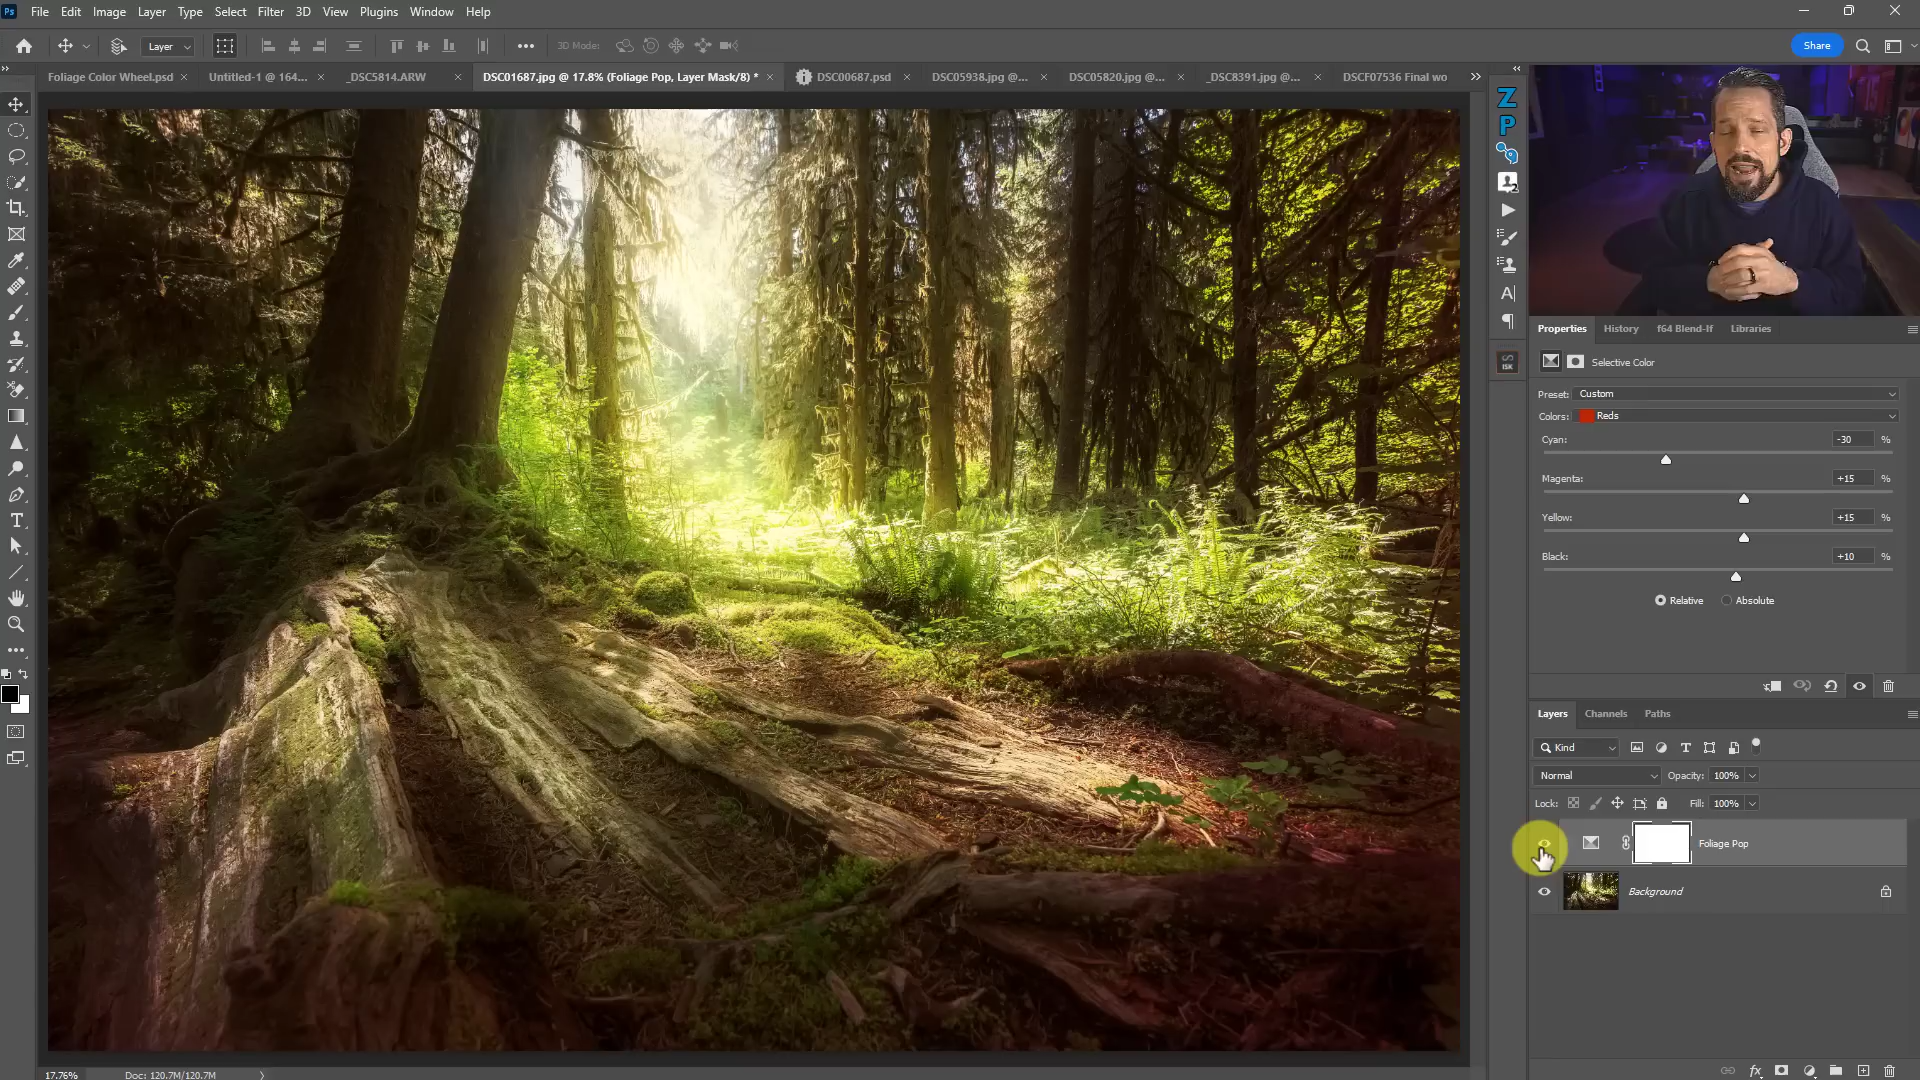 Ps File Edit Image Layer Type Select Filter 3D View Plugins Window Help
Layer 3D Mode: Share
Foliage Color Wheel.psd × Untitled-1 @ 164... × _DSC5814.ARW × DSC01687.jpg @ 17.8% (Foliage Pop, Layer Mask/8) * × DSC00687.psd × DSC05938.jpg @... × DSC05820.jpg @... × _DSC8391.jpg @... × DSCF07536 Final wo
Z
P
2
A
ISK
Properties History f64 Blend-If Libraries
Selective Color
Preset: Custom
Colors: Reds
Cyan: -30 %
Magenta: +15 %
Yellow: +15 %
Black: +10 %
Relative Absolute
Layers Channels Paths
Kind
Normal Opacity: 100%
Lock: Fill: 100%
Foliage Pop
Background
fx
17.76% Doc: 120.7M/120.7M